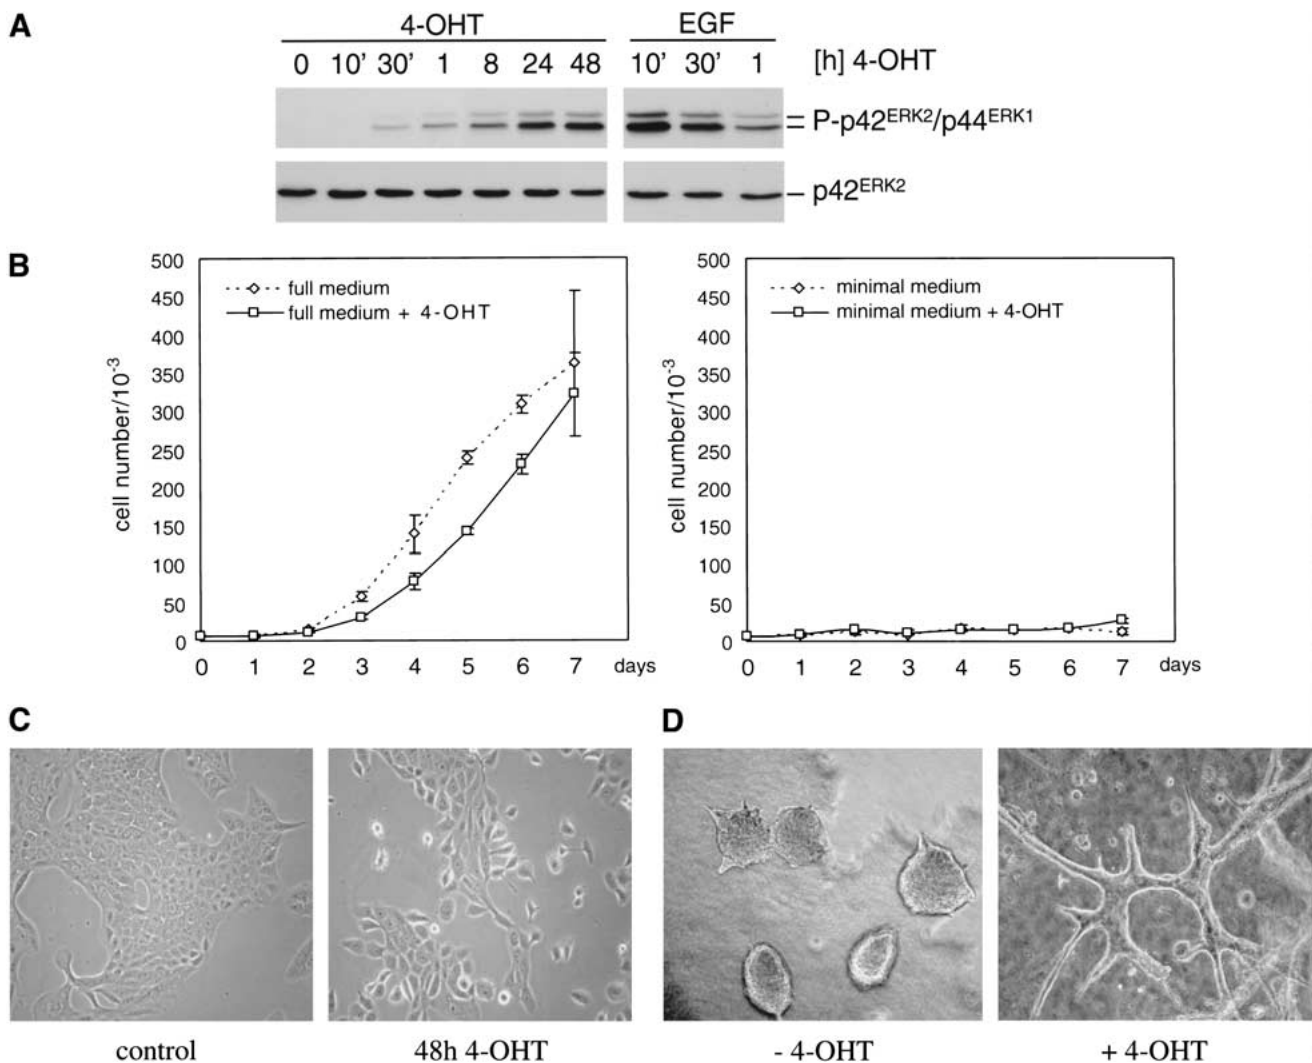 A
4-OHT EGF
0 10' 30' 1 8 24 48 10' 30' 1 [h] 4-OHT
P-p42ERK2/p44ERK1
p42ERK2
B
500
450
400
350
300
250
200
150
100
50
0
cell number/10-3
full medium
full medium + 4-OHT
0 1 2 3 4 5 6 7 days
500
450
400
350
300
250
200
150
100
50
0
cell number/10-3
minimal medium
minimal medium + 4-OHT
0 1 2 3 4 5 6 7 days
C
control
48h 4-OHT
D
- 4-OHT
+ 4-OHT